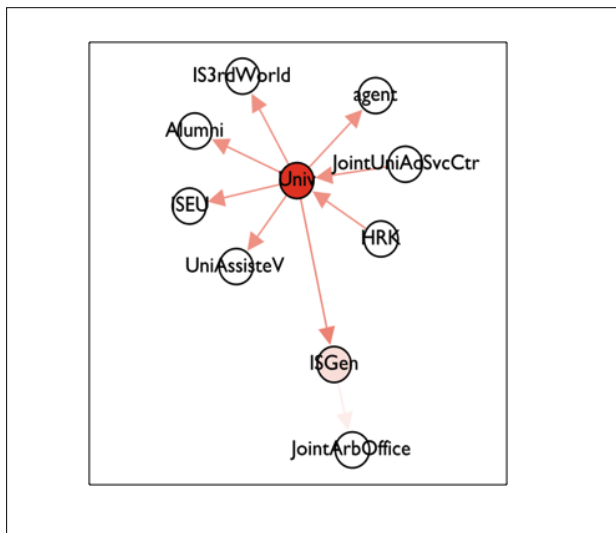 IS3rdWorld
agent
Alumni
JointUniAdSvcCtr
Univ
ISEU
HRK
UniAssisteV
ISGen
JointArbOffice